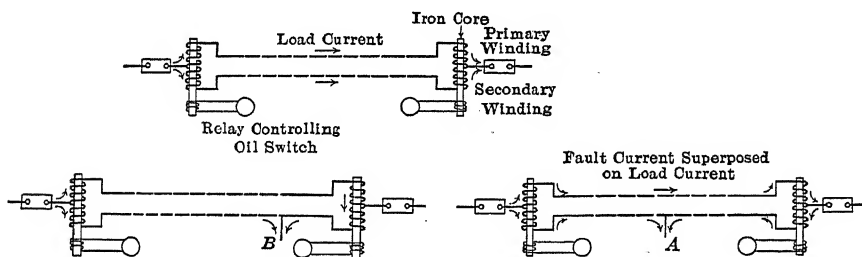 Iron Core
Load Current
Primary
Winding
Secondary
Winding
Relay Controlling
Oil Switch
Fault Current Superposed
on Load Current
B
A